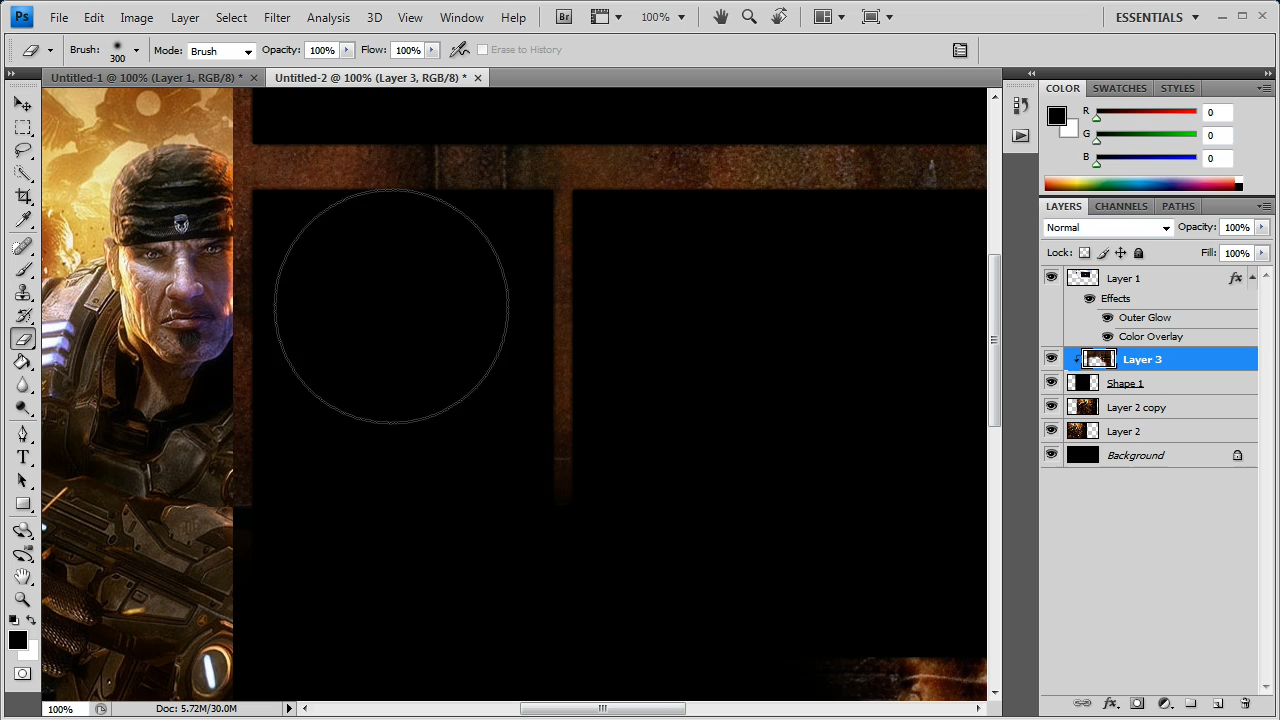 Ps File Edit Image Layer Select Filter Analysis 3D View Window Help Br 100% ESSENTIALS
Brush: 300 Mode: Brush Opacity: 100% Flow: 100% Erase to History
Untitled-1 @ 100% (Layer 1, RGB/8) * Untitled-2 @ 100% (Layer 3, RGB/8) *
COLOR SWATCHES STYLES
R 0
G 0
B 0
LAYERS CHANNELS PATHS
Normal Opacity: 100%
Lock: Fill: 100%
Layer 1 fx
Effects
Outer Glow
Color Overlay
Layer 3
Shape 1
Layer 2 copy
Layer 2
Background
T
100% Doc: 5.72M/30.0M
fx